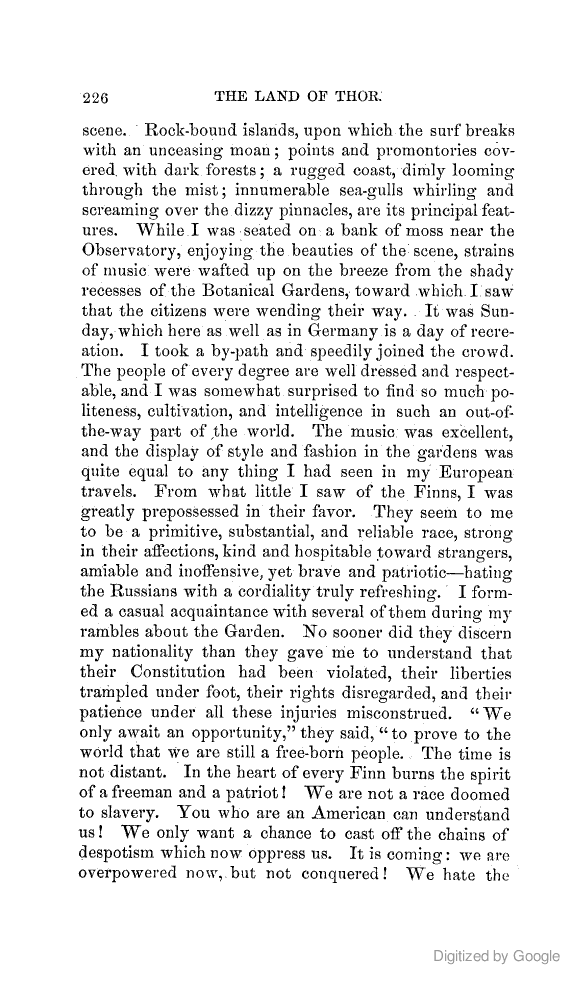 226 THE LAND OF THOR.
scene. Rock-bound islands, upon which the surf breaks
with an unceasing moan; points and promontories cov-
ered with dark forests; a rugged coast, dimly looming
through the mist; innumerable sea-gulls whirling and
screaming over the dizzy pinnacles, are its principal feat-
ures. While I was seated on a bank of moss near the
Observatory, enjoying the beauties of the scene, strains
of music were wafted up on the breeze from the shady
recesses of the Botanical Gardens, toward which I saw
that the citizens were wending their way. It was Sun-
day, which here as well as in Germany is a day of recre-
ation. I took a by-path and speedily joined the crowd.
The people of every degree are well dressed and respect-
able, and I was somewhat surprised to find so much po-
liteness, cultivation, and intelligence in such an out-of-
the-way part of the world. The music was excellent,
and the display of style and fashion in the gardens was
quite equal to any thing I had seen in my European
travels. From what little I saw of the Finns, I was
greatly prepossessed in their favor. They seem to me
to be a primitive, substantial, and reliable race, strong
in their affections, kind and hospitable toward strangers,
amiable and inoffensive, yet brave and patriotic—hating
the Russians with a cordiality truly refreshing. I form-
ed a casual acquaintance with several of them during my
rambles about the Garden. No sooner did they discern
my nationality than they gave me to understand that
their Constitution had been violated, their liberties
trampled under foot, their rights disregarded, and their
patience under all these injuries misconstrued. "We
only await an opportunity," they said, "to prove to the
world that we are still a free-born people. The time is
not distant. In the heart of every Finn burns the spirit
of a freeman and a patriot! We are not a race doomed
to slavery. You who are an American can understand
us! We only want a chance to cast off the chains of
despotism which now oppress us. It is coming: we are
overpowered now, but not conquered! We hate the
Digitized by Google